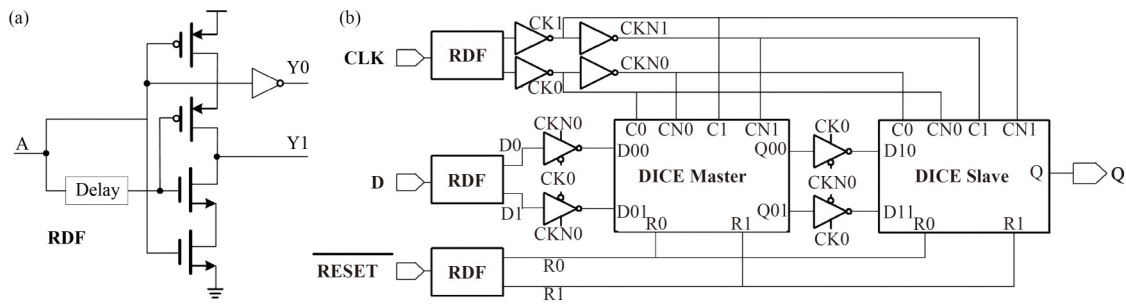 (a)
Y0
A
Y1
Delay
RDF
(b)
CLK
RDF
CK1
CKN1
CKN0
CK0
C0 CN0 C1 CN1
C0 CN0 C1 CN1
D
RDF
D0
D1
CKN0
CK0
CKN0
D00
D01
DICE Master
Q00
Q01
R0 R1
CK0
CKN0
CK0
D10
D11
DICE Slave
Q
R0 R1
Q
RESET
RDF
R0
R1